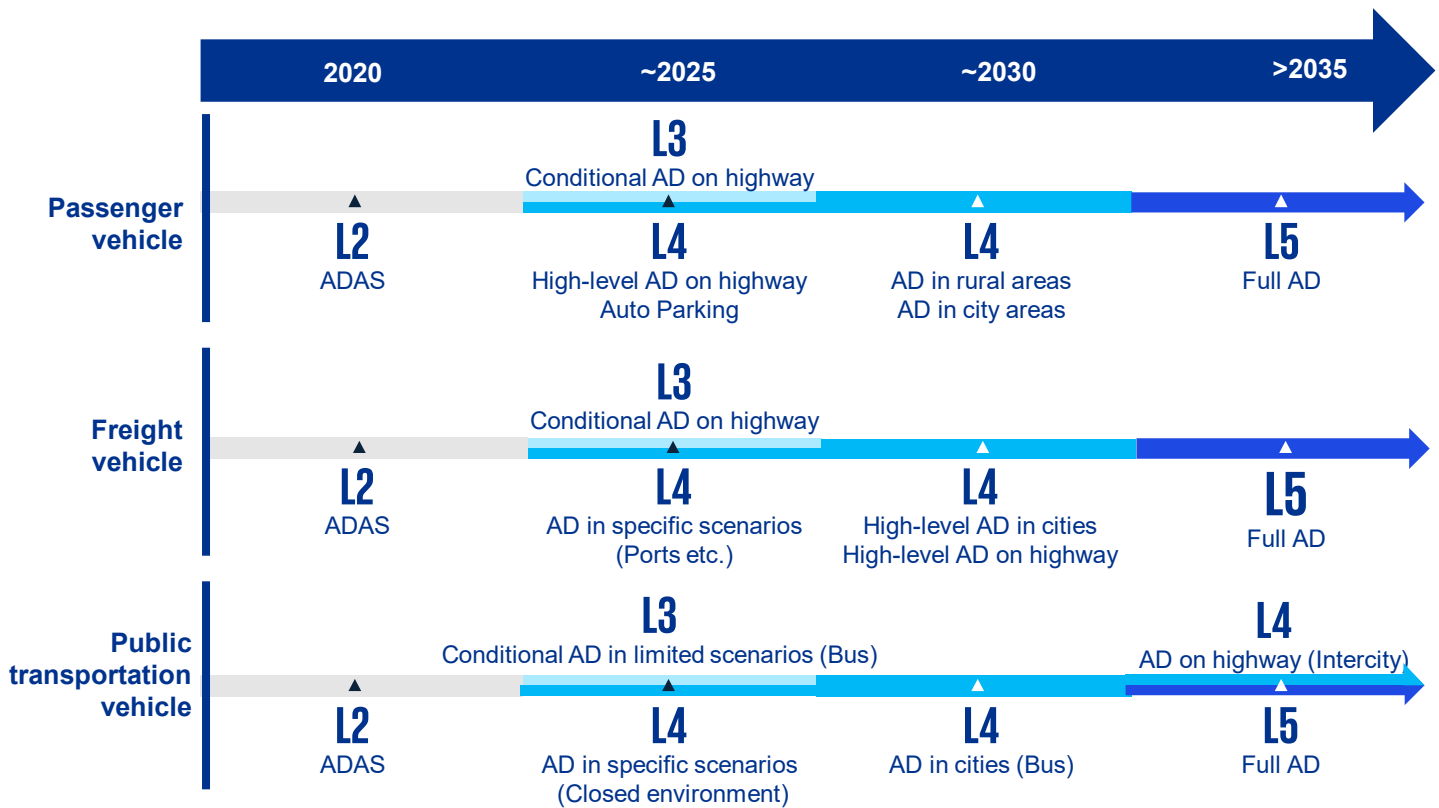 2020
~2025
~2030
>2035
Passenger
vehicle
L3
Conditional AD on highway
L2
ADAS
L4
High-level AD on highway
Auto Parking
L4
AD in rural areas
AD in city areas
L5
Full AD
Freight
vehicle
L3
Conditional AD on highway
L2
ADAS
L4
AD in specific scenarios
(Ports etc.)
L4
High-level AD in cities
High-level AD on highway
L5
Full AD
Public
transportation
vehicle
L3
Conditional AD in limited scenarios (Bus)
L4
AD on highway (Intercity)
L2
ADAS
L4
AD in specific scenarios
(Closed environment)
L4
AD in cities (Bus)
L5
Full AD